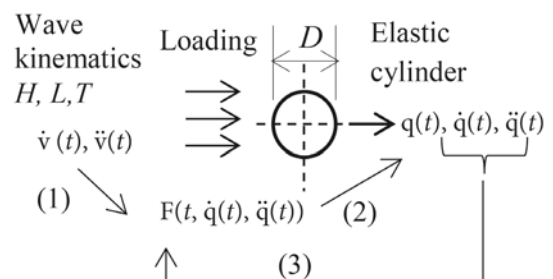 Wave kinematics
H, L,T
v̇ (t), v̈(t)
Loading
D
Elastic cylinder
q(t), q̇(t), q̈(t)
(1)
F(t, q̇(t), q̈(t))
(2)
(3)